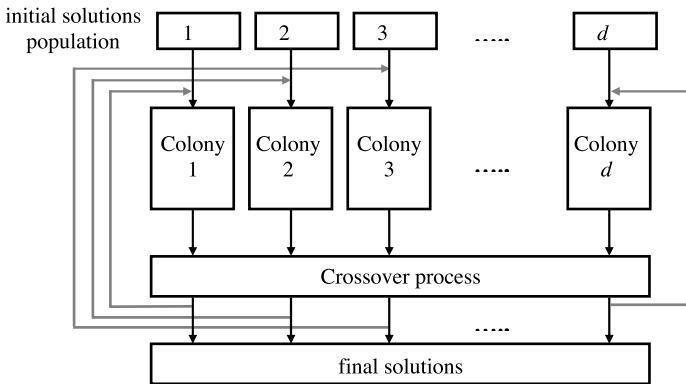 initial solutions
population
1 2 3 ..... d
Colony
1
Colony
2
Colony
3
.....
Colony
d
Crossover process
.....
final solutions